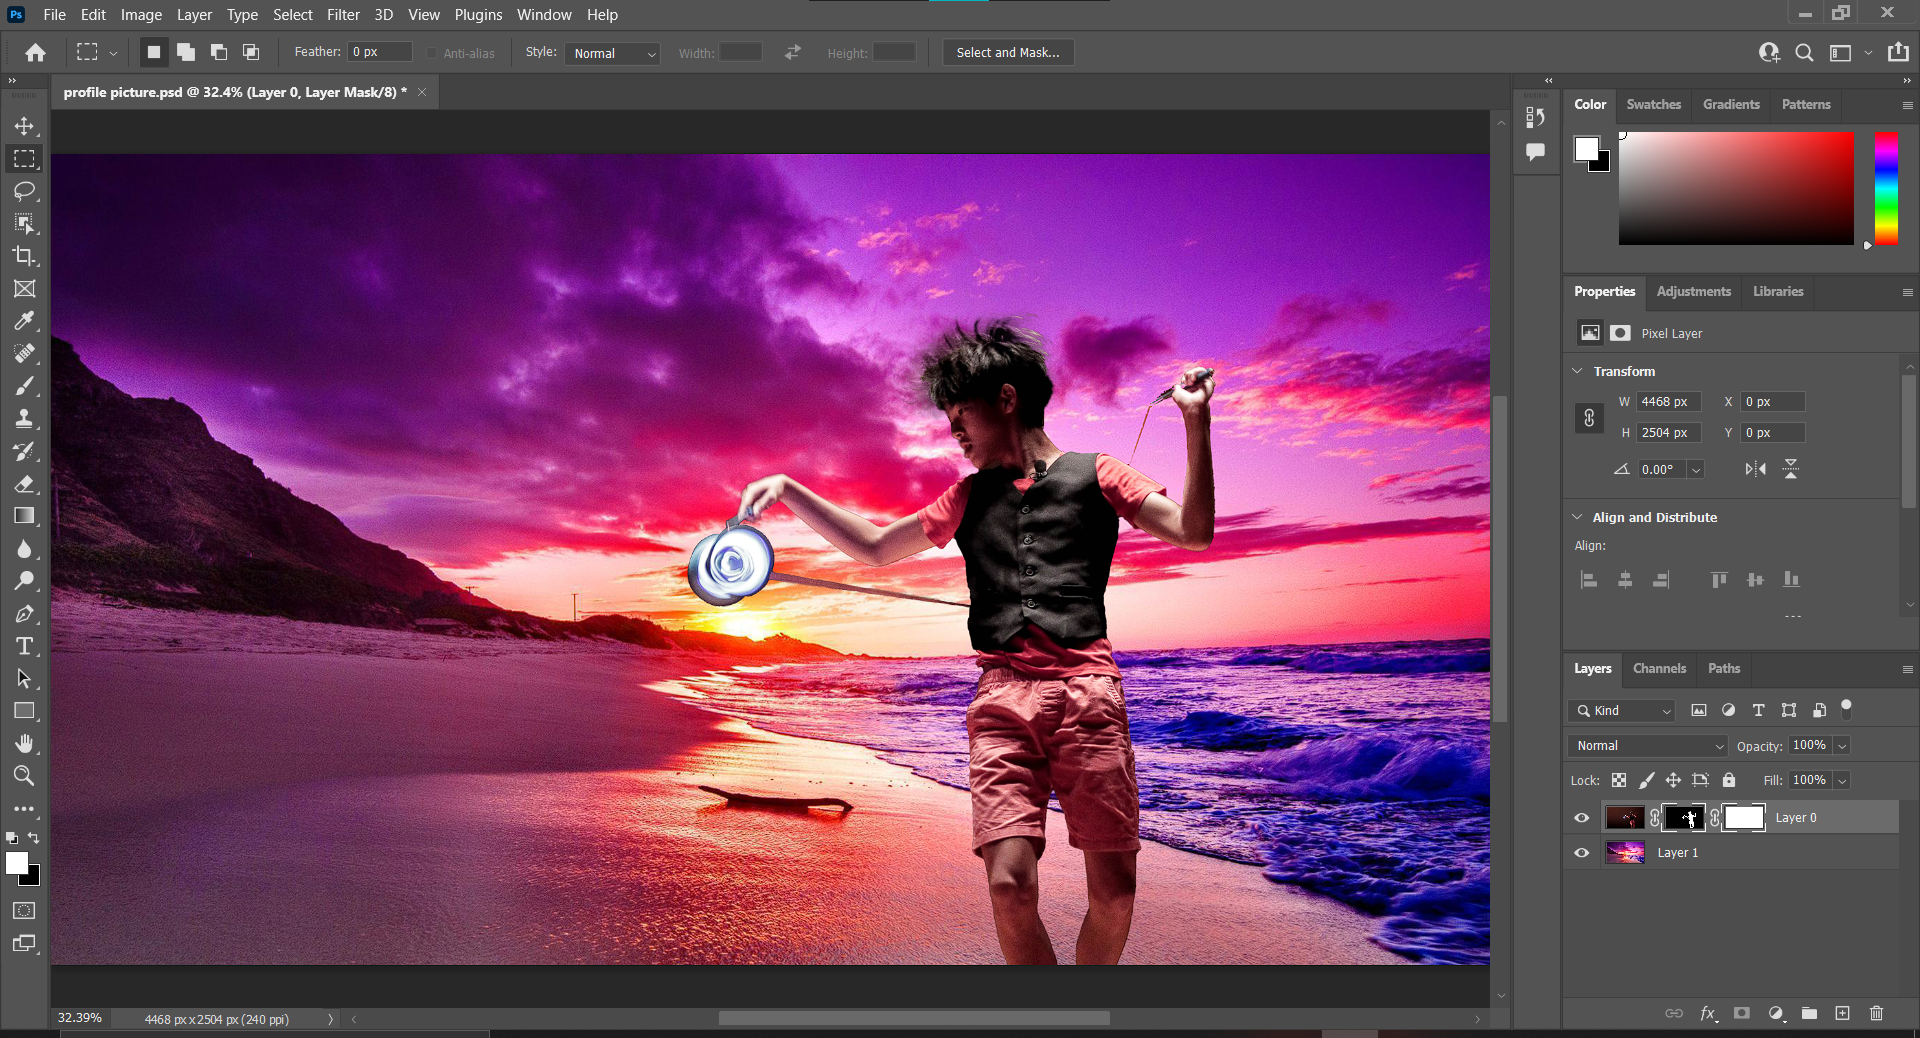 Ps File Edit Image Layer Type Select Filter 3D View Plugins Window Help
Feather: 0 px Anti-alias Style: Normal Width: Height: Select and Mask...
profile picture.psd @ 32.4% (Layer 0, Layer Mask/8) *
Color Swatches Gradients Patterns
Properties Adjustments Libraries
Pixel Layer
Transform
W 4468 px X 0 px
H 2504 px Y 0 px
0.00°
Align and Distribute
Align:
Layers Channels Paths
Kind
Normal Opacity: 100%
Lock: Fill: 100%
Layer 0
Layer 1
fx
32.39% 4468 px x 2504 px (240 ppi)